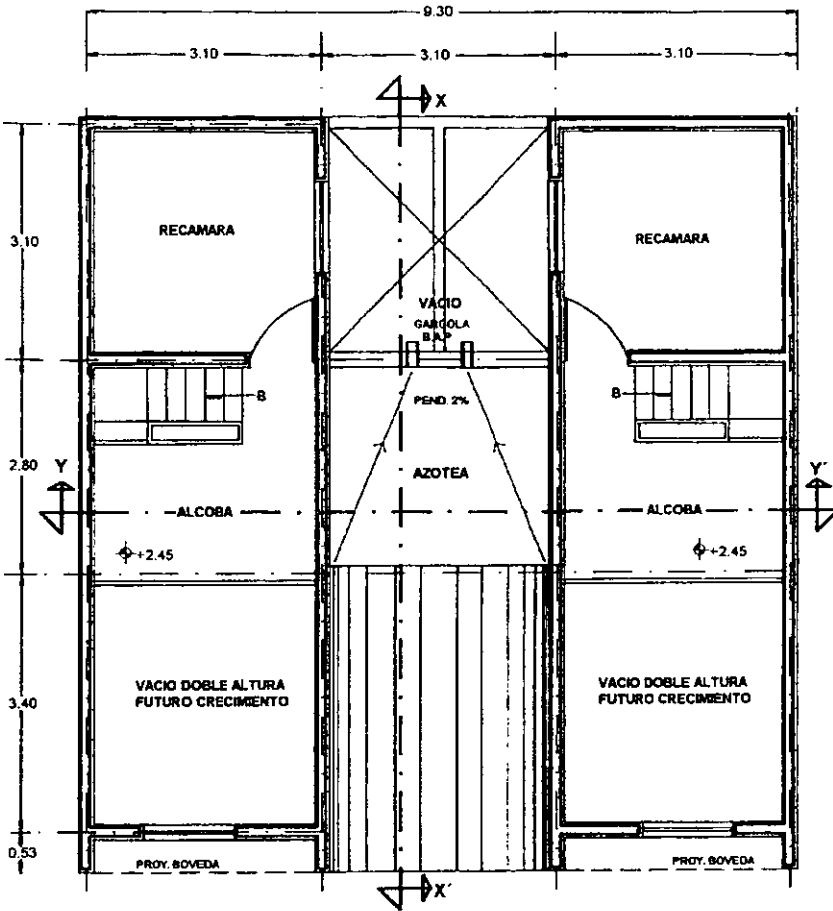 9.30
3.10 3.10 3.10
X
3.10
RECAMARA
RECAMARA
VACIO
GARGOLA
B.A.P
B
PEND. 2%
B
2.80
Y
AZOTEA
Y'
ALCOBA
ALCOBA
+2.45
+2.45
VACIO DOBLE ALTURA
FUTURO CRECIMIENTO
VACIO DOBLE ALTURA
FUTURO CRECIMIENTO
3.40
0.53
PROY. BOVEDA
PROY. BOVEDA
X'